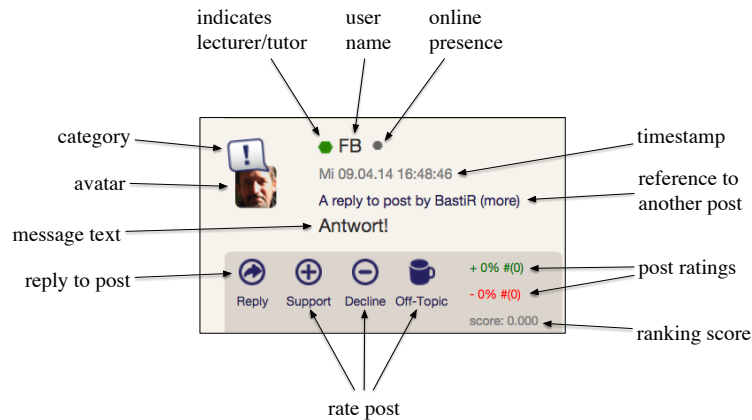 indicates
lecturer/tutor
user
name
online
presence
category
avatar
message text
reply to post
!
FB
Mi 09.04.14 16:48:46
A reply to post by BastiR (more)
Antwort!
Reply
Support
Decline
Off-Topic
+ 0% #(0)
- 0% #(0)
score: 0.000
timestamp
reference to
another post
post ratings
ranking score
rate post